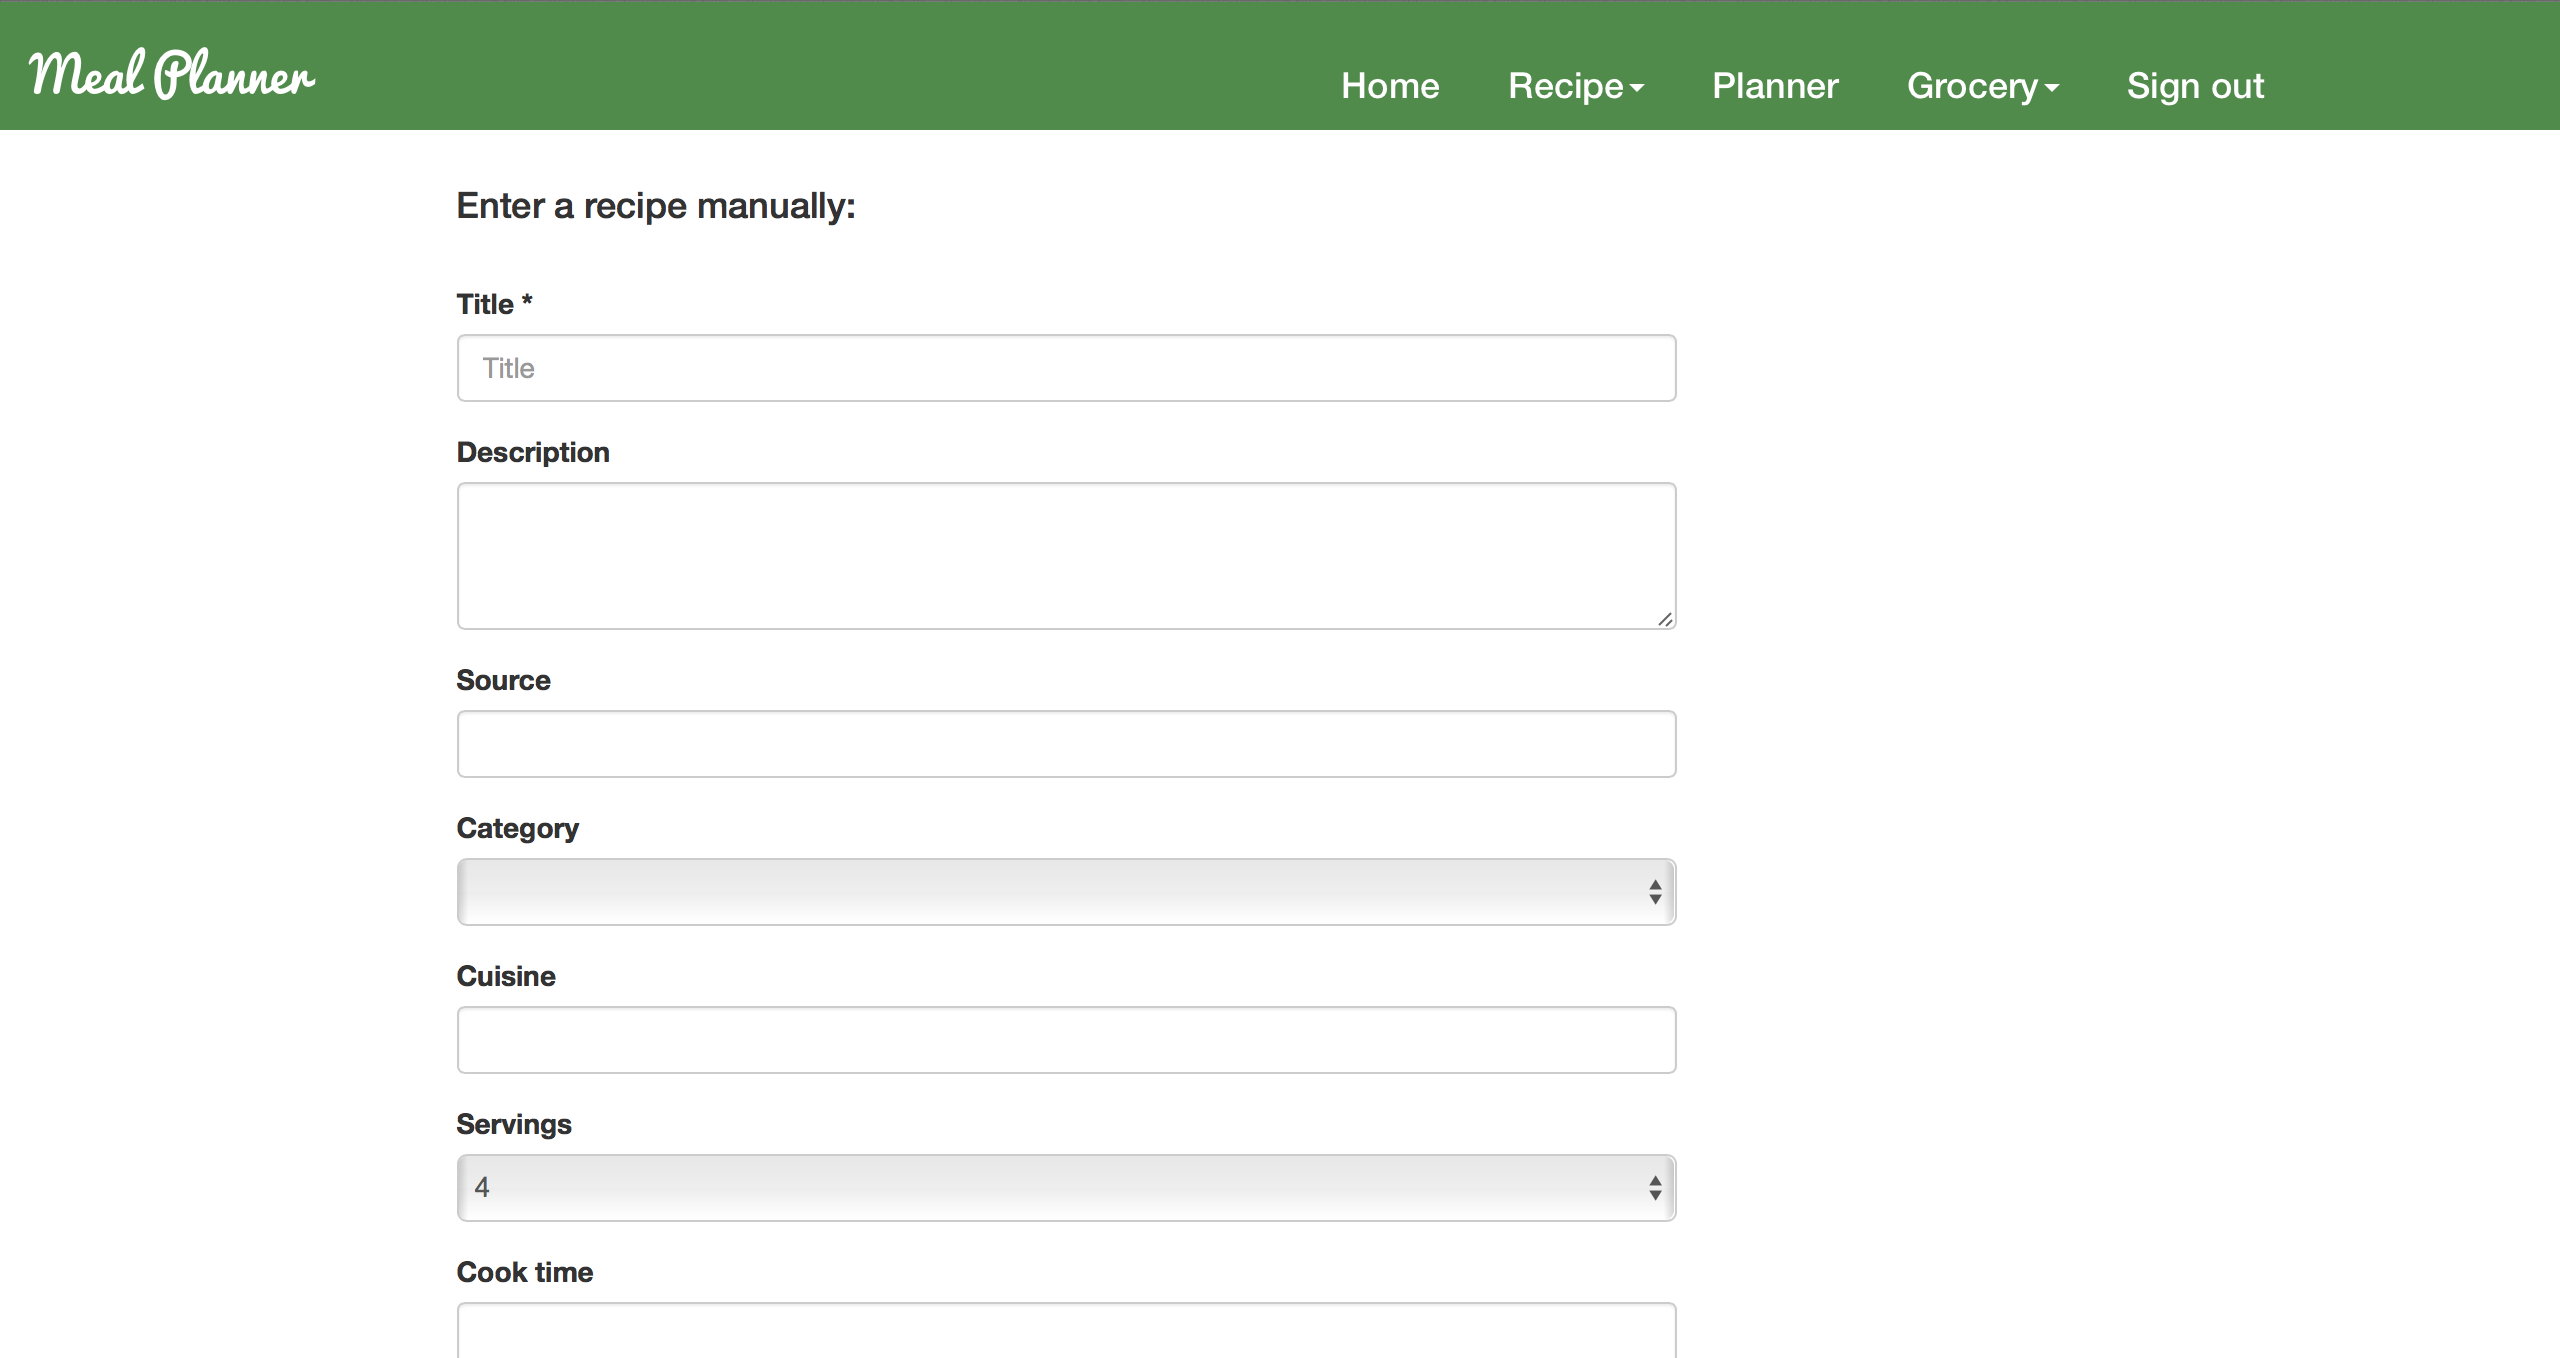 Meal Planner
Home Recipe Planner Grocery Sign out
Enter a recipe manually:
Title *
Title
Description
Source
Category
Cuisine
Servings
4
Cook time